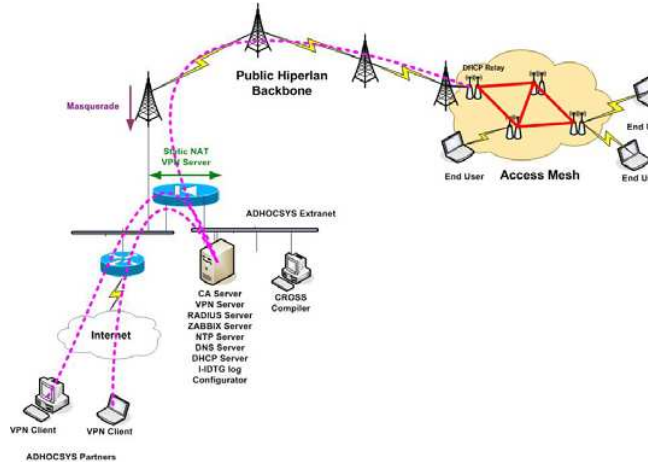 DHCP Relay
Public Hiperlan
Backbone
Masquerade
End U
Static NAT
VPN Server
End User
Access Mesh
End U
ADHOCSYS Extranet
CA Server
VPN Server
RADIUS Server
ZABBIX Server
NTP Server
DNS Server
DHCP Server
I-IDTG log
Configurator
CROSS
Compiler
Internet
VPN Client
VPN Client
ADHOCSYS Partners